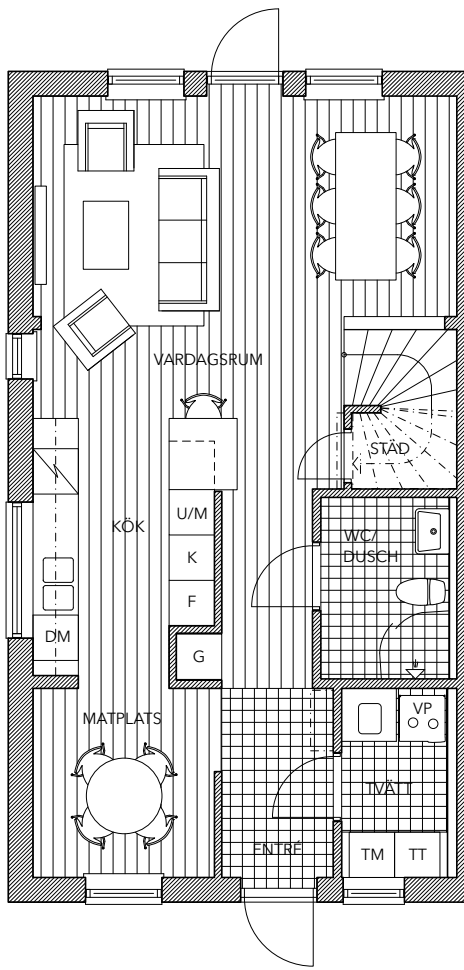 VARDAGSRUM
STÄD
U/M
KÖK
WC/
DUSCH
K
F
DM
G
MATPLATS
VP
TVÄTT
ENTRÉ
TM
TT